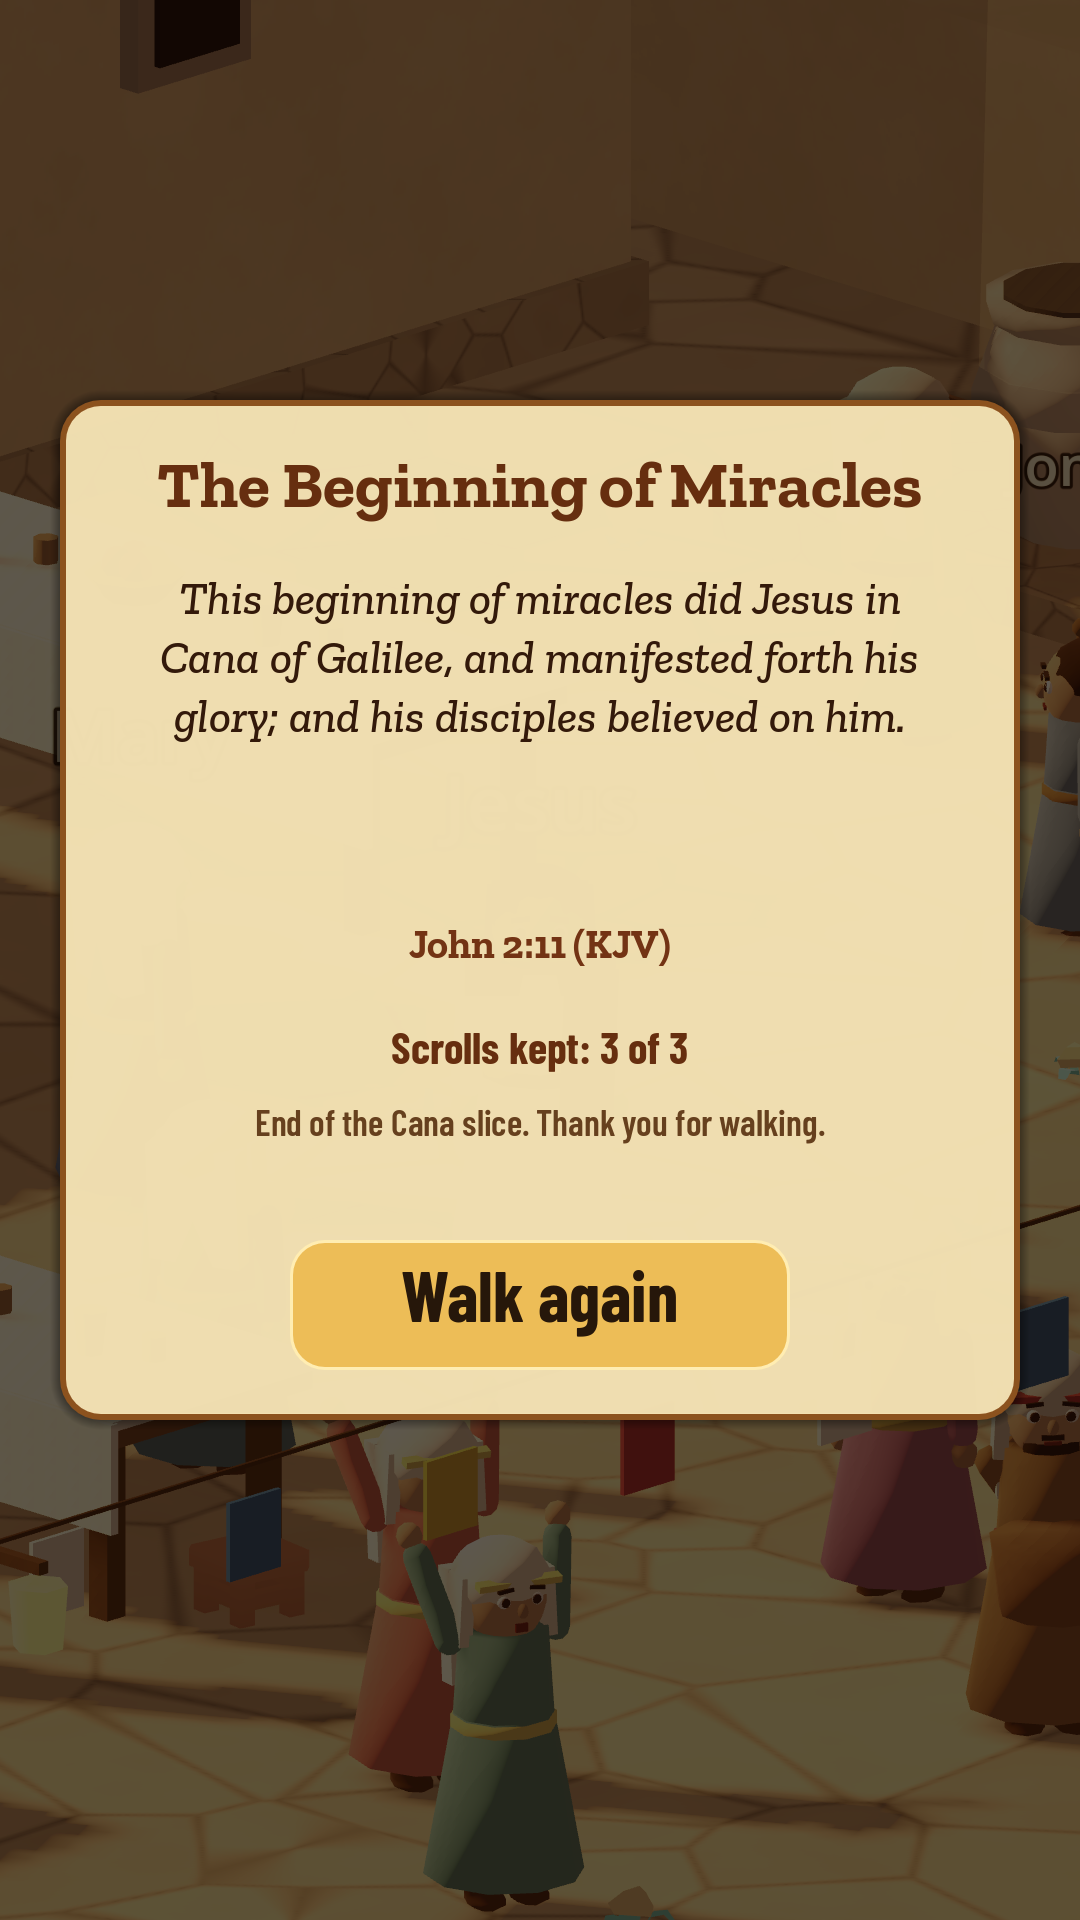 The Beginning of Miracles
This beginning of miracles did Jesus in
Cana of Galilee, and manifested forth his
glory; and his disciples believed on him.
John 2:11 (KJV)
Scrolls kept: 3 of 3
End of the Cana slice. Thank you for walking.
Walk again